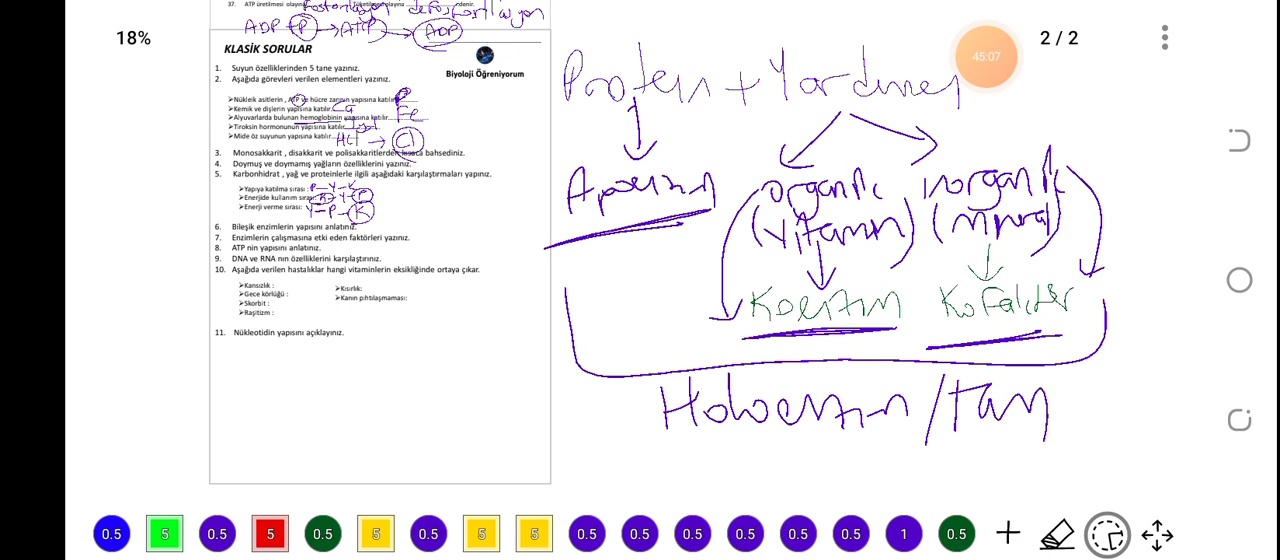 18%
2 / 2
45:07
37. ATP üretilmesi olayına Fosforilasyon tüketilmesi olayına defosforilasyon denir.
ADP + P → ATP → ADP
KLASİK SORULAR
Biyoloji Öğreniyorum
1. Suyun özelliklerinden 5 tane yazınız.
2. Aşağıda görevleri verilen elementleri yazınız.
➢Nükleik asitlerin , ATP ve hücre zarının yapısına katılır P
➢Kemik ve dişlerin yapısına katılır... Ca
➢Alyuvarlarda bulunan hemoglobinin yapısına katılır... Fe
➢Tiroksin hormonunun yapısına katılır... İyot
➢Mide öz suyunun yapısına katılır... HCl → Cl
3. Monosakkarit , disakkarit ve polisakkaritlerden kısaca bahsediniz.
4. Doymuş ve doymamış yağların özelliklerini yazınız.
5. Karbonhidrat , yağ ve proteinlerle ilgili aşağıdaki karşılaştırmaları yapınız.
➢Yapıya katılma sırası : P-Y-K
➢Enerjide kullanım sırası: K-Y-P
➢Enerji verme sırası: Y-P-K
6. Bileşik enzimlerin yapısını anlatınız.
7. Enzimlerin çalışmasına etki eden faktörleri yazınız.
8. ATP nin yapısını anlatınız.
9. DNA ve RNA nın özelliklerini karşılaştırınız.
10. Aşağıda verilen hastalıklar hangi vitaminlerin eksikliğinde ortaya çıkar.
➢Kansızlık :
➢Gece körlüğü :
➢Skorbit :
➢Raşitizm :
➢Kısırlık:
➢Kanın pıhtılaşmaması:
11. Nükleotidin yapısını açıklayınız.
Protein + Yardımcı
Apoenzim
organik inorganik
(vitamin) (mineral)
Koenzim Kofaktör
Holoenzim / Tam
0.5 5 0.5 5 0.5 5 0.5 5 5 0.5 0.5 0.5 0.5 0.5 0.5 1 0.5